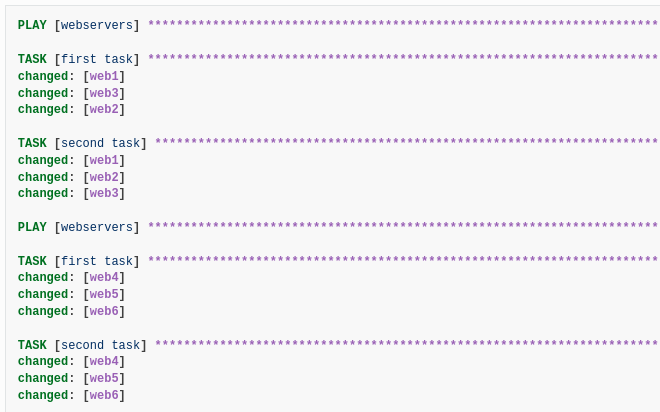 PLAY [webservers] ***********************************************************************
TASK [first task] ***********************************************************************
changed: [web1]
changed: [web3]
changed: [web2]
TASK [second task] **********************************************************************
changed: [web1]
changed: [web2]
changed: [web3]
PLAY [webservers] ***********************************************************************
TASK [first task] ***********************************************************************
changed: [web4]
changed: [web5]
changed: [web6]
TASK [second task] **********************************************************************
changed: [web4]
changed: [web5]
changed: [web6]